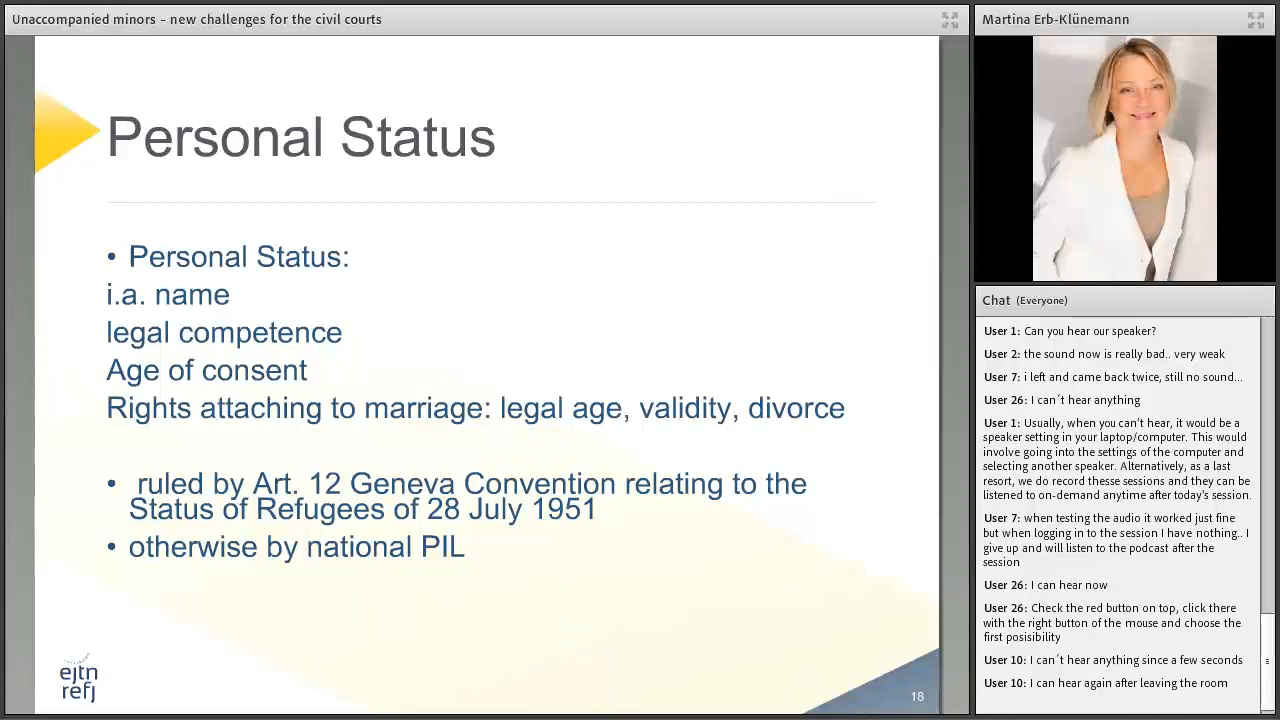 Unaccompanied minors - new challenges for the civil courts
Personal Status
• Personal Status:
i.a. name
legal competence
Age of consent
Rights attaching to marriage: legal age, validity, divorce
• ruled by Art. 12 Geneva Convention relating to the
Status of Refugees of 28 July 1951
• otherwise by national PIL
ejtn
refj
18
Martina Erb-Klünemann
Chat (Everyone)
User 1: Can you hear our speaker?
User 2: the sound now is really bad.. very weak
User 7: i left and came back twice, still no sound...
User 26: I can´t hear anything
User 1: Usually, when you can't hear, it would be a
speaker setting in your laptop/computer. This would
involve going into the settings of the computer and
selecting another speaker. Alternatively, as a last
resort, we do record thesse sessions and they can be
listened to on-demand anytime after today's session.
User 7: when testing the audio it worked just fine
but when logging in to the session I have nothing.. I
give up and will listen to the podcast after the
session
User 26: I can hear now
User 26: Check the red button on top, click there
with the right button of the mouse and choose the
first posisibility
User 10: I can´t hear anything since a few seconds
User 10: I can hear again after leaving the room